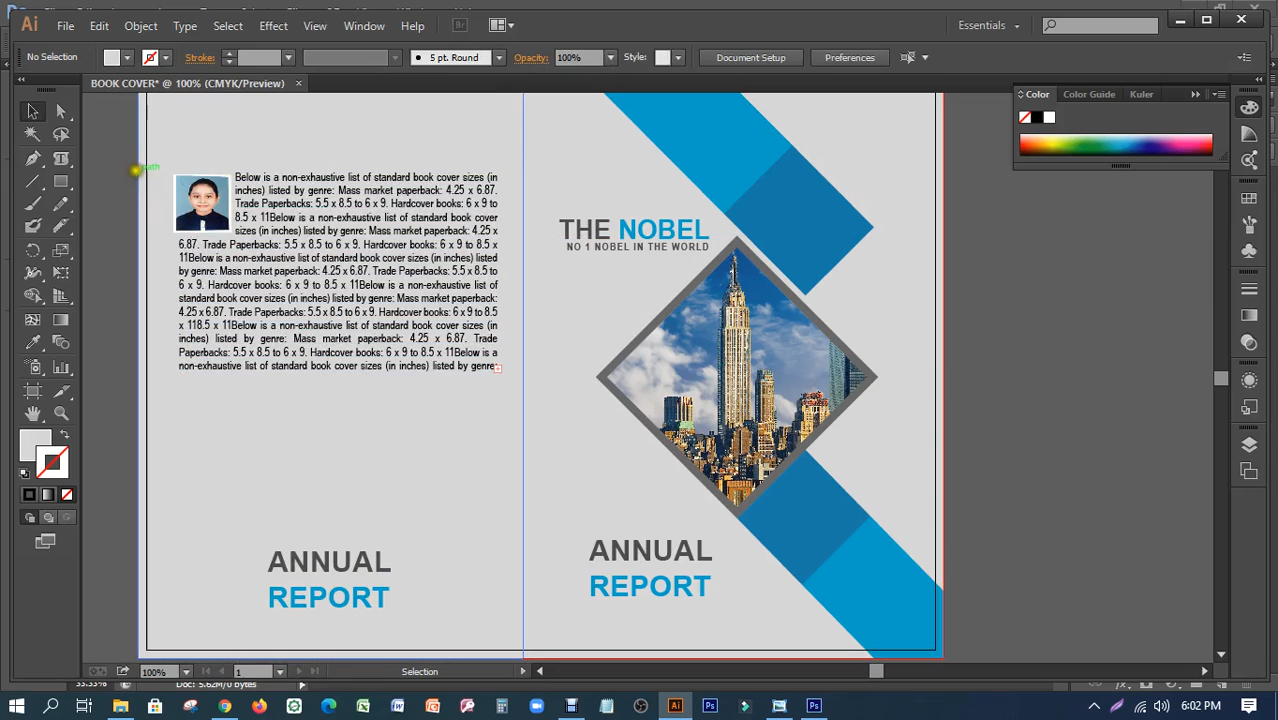 Ai File Edit Object Type Select Effect View Window Help Br Essentials
No Selection Stroke: 5 pt. Round Opacity: 100% Style: Document Setup Preferences
BOOK COVER* @ 100% (CMYK/Preview) ×
Color Color Guide Kuler
path
Below is a non-exhaustive list of standard book cover sizes (in
inches) listed by genre: Mass market paperback: 4.25 x 6.87.
Trade Paperbacks: 5.5 x 8.5 to 6 x 9. Hardcover books: 6 x 9 to
8.5 x 11Below is a non-exhaustive list of standard book cover
sizes (in inches) listed by genre: Mass market paperback: 4.25 x
6.87. Trade Paperbacks: 5.5 x 8.5 to 6 x 9. Hardcover books: 6 x 9 to 8.5 x
11Below is a non-exhaustive list of standard book cover sizes (in inches) listed
by genre: Mass market paperback: 4.25 x 6.87. Trade Paperbacks: 5.5 x 8.5 to
6 x 9. Hardcover books: 6 x 9 to 8.5 x 11Below is a non-exhaustive list of
standard book cover sizes (in inches) listed by genre: Mass market paperback:
4.25 x 6.87. Trade Paperbacks: 5.5 x 8.5 to 6 x 9. Hardcover books: 6 x 9 to 8.5
x 118.5 x 11Below is a non-exhaustive list of standard book cover sizes (in
inches) listed by genre: Mass market paperback: 4.25 x 6.87. Trade
Paperbacks: 5.5 x 8.5 to 6 x 9. Hardcover books: 6 x 9 to 8.5 x 11Below is a
non-exhaustive list of standard book cover sizes (in inches) listed by genre
THE NOBEL
NO 1 NOBEL IN THE WORLD
ANNUAL
REPORT
ANNUAL
REPORT
100% 1 Selection
33.33% Doc: 5.62M/0 bytes
6:02 PM